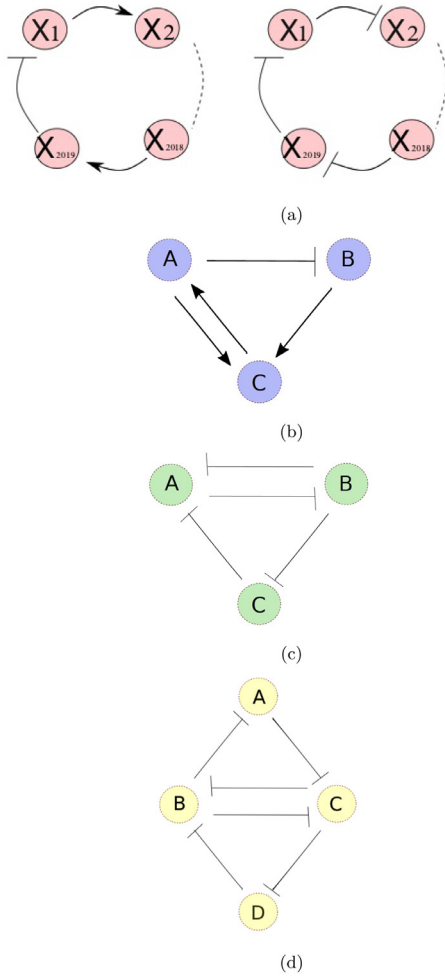 X1 X2 X1 X2
X2019 X2018 X2019 X2018
(a)
A B
C
(b)
A B
C
(c)
A
B C
D
(d)